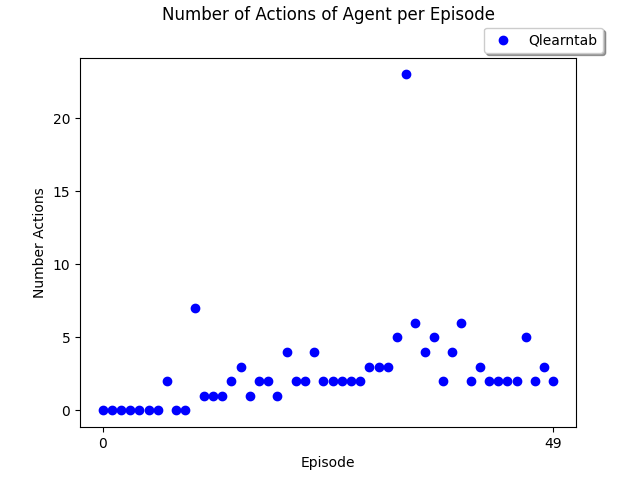 Number of Actions of Agent per Episode
Qlearntab
20
15
10
5
0
Number Actions
0 49
Episode